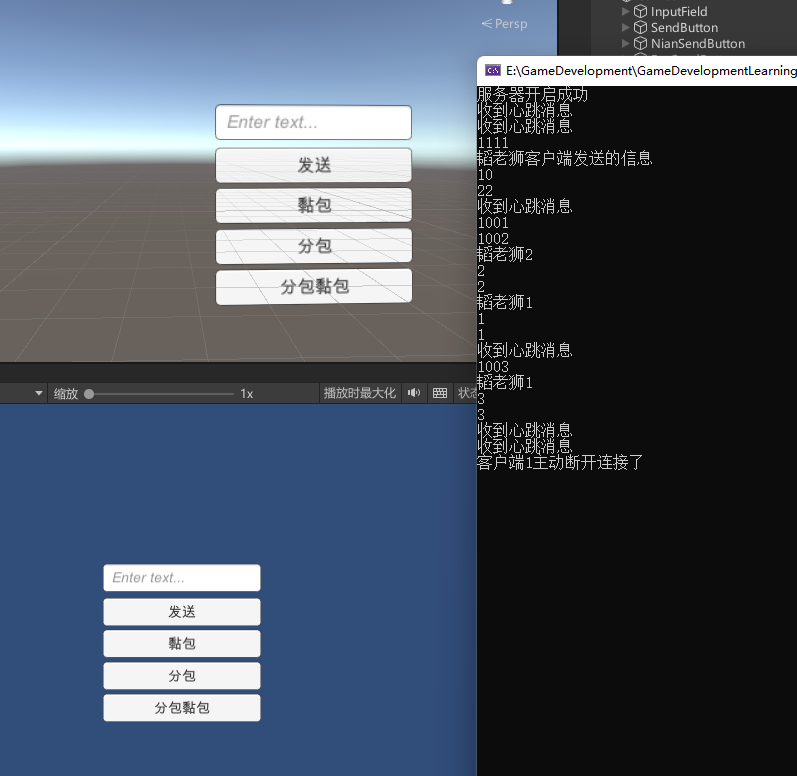 InputField
SendButton
NianSendButton
Persp
E:\GameDevelopment\GameDevelopmentLearning
Enter text...
发送
黏包
分包
分包黏包
服务器开启成功
收到心跳消息
收到心跳消息
1111
韬老狮客户端发送的信息
10
22
收到心跳消息
1001
1002
韬老狮2
2
2
韬老狮1
1
1
收到心跳消息
1003
韬老狮1
3
3
收到心跳消息
收到心跳消息
客户端1主动断开连接了
缩放 1x 播放时最大化 状态
Enter text...
发送
黏包
分包
分包黏包